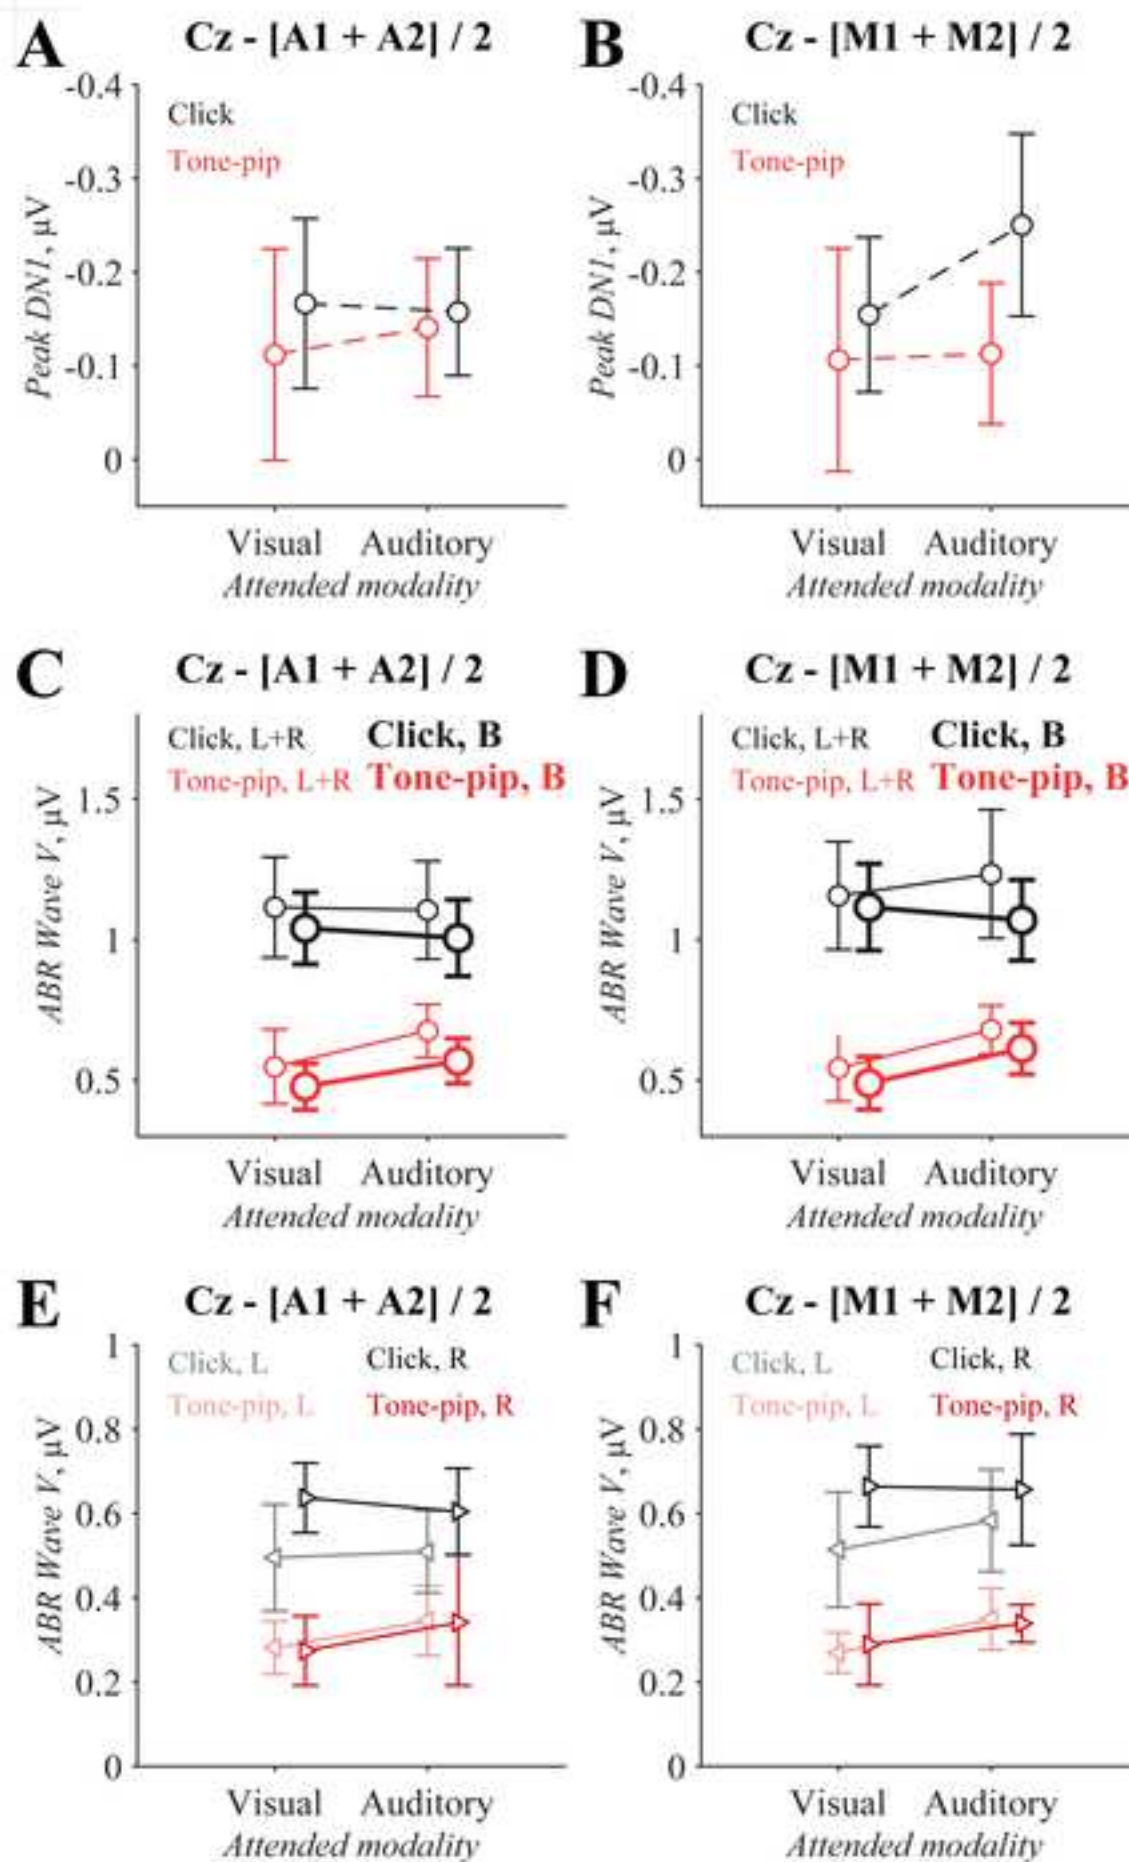 A Cz - [A1 + A2] / 2
-0.4
Click
Tone-pip
-0.3
-0.2
-0.1
0
Peak DN1, µV
Visual Auditory
Attended modality
B Cz - [M1 + M2] / 2
-0.4
Click
Tone-pip
-0.3
-0.2
-0.1
0
Peak DN1, µV
Visual Auditory
Attended modality
C Cz - [A1 + A2] / 2
Click, L+R Click, B
Tone-pip, L+R Tone-pip, B
1.5
1
0.5
ABR Wave V, µV
Visual Auditory
Attended modality
D Cz - [M1 + M2] / 2
Click, L+R Click, B
Tone-pip, L+R Tone-pip, B
1.5
1
0.5
ABR Wave V, µV
Visual Auditory
Attended modality
E Cz - [A1 + A2] / 2
1
Click, L Click, R
Tone-pip, L Tone-pip, R
0.8
0.6
0.4
0.2
0
ABR Wave V, µV
Visual Auditory
Attended modality
F Cz - [M1 + M2] / 2
1
Click, L Click, R
Tone-pip, L Tone-pip, R
0.8
0.6
0.4
0.2
0
ABR Wave V, µV
Visual Auditory
Attended modality